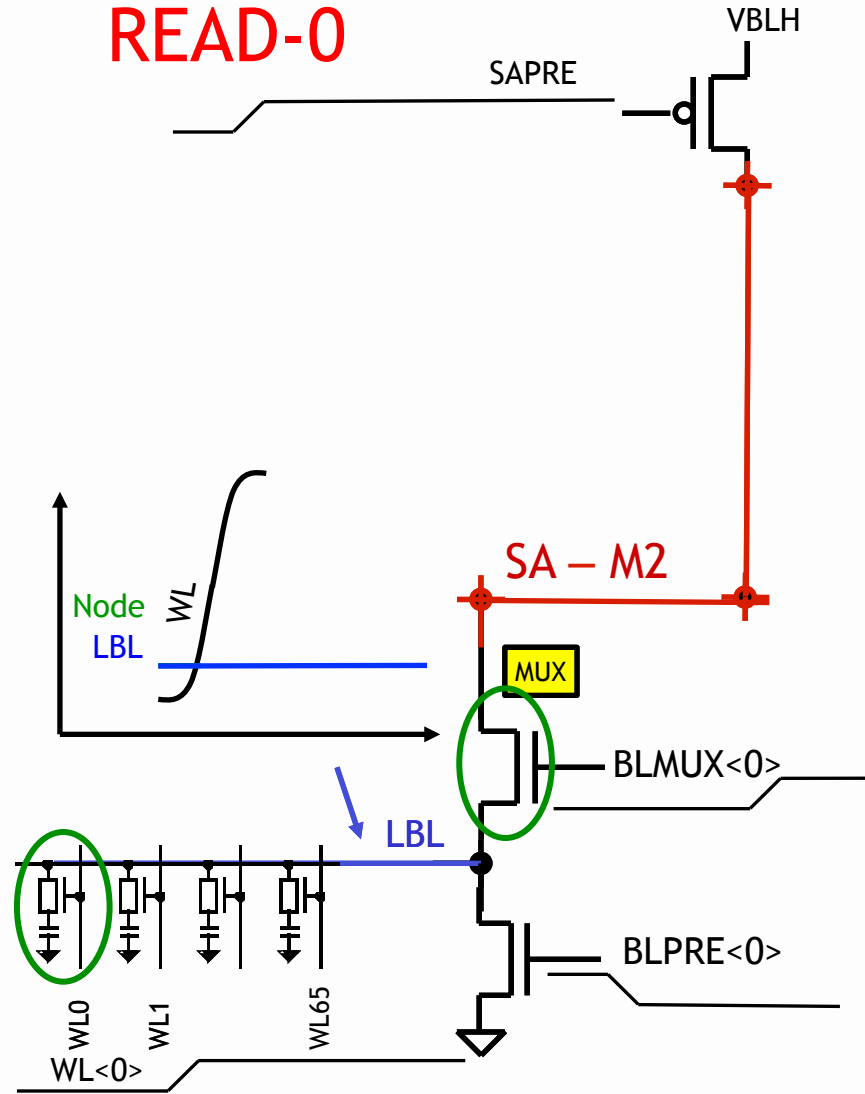 READ-0
VBLH
SAPRE
SA – M2
Node
WL
LBL
MUX
BLMUX<0>
LBL
BLPRE<0>
WL0
WL1
WL65
WL<0>